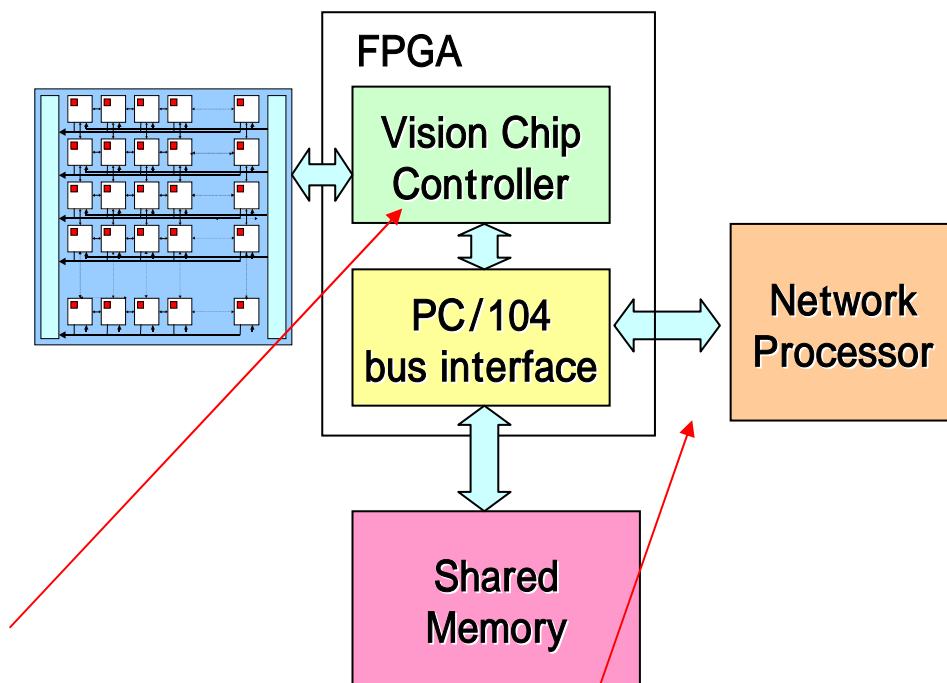 FPGA
Vision Chip
Controller
PC/104
bus interface
Network
Processor
Shared
Memory